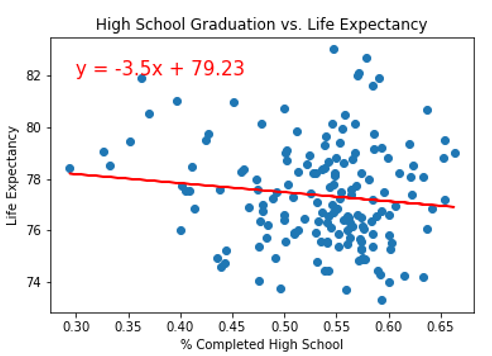 High School Graduation vs. Life Expectancy
y = -3.5x + 79.23
Life Expectancy
82
80
78
76
74
0.30 0.35 0.40 0.45 0.50 0.55 0.60 0.65
% Completed High School